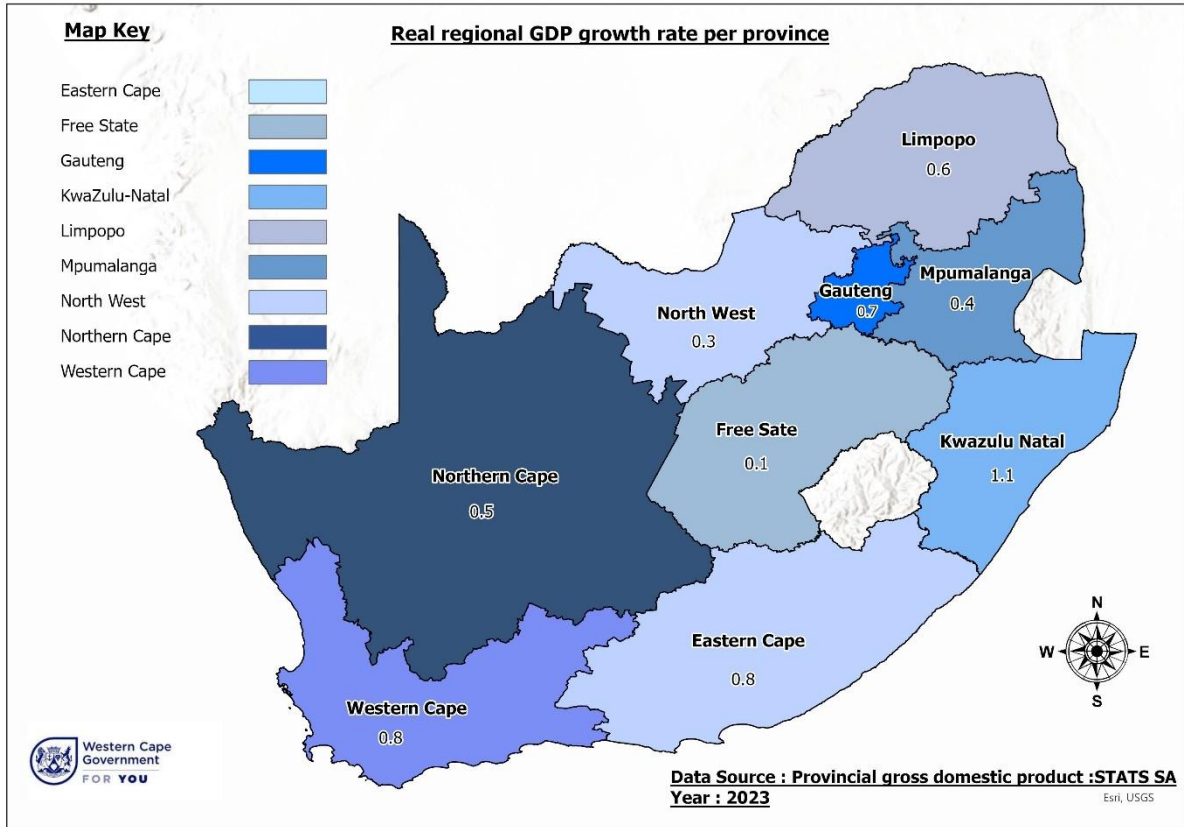 Map Key
Real regional GDP growth rate per province
Eastern Cape
Free State
Gauteng
KwaZulu-Natal
Limpopo
Mpumalanga
North West
Northern Cape
Western Cape
Limpopo
0.6
Mpumalanga
0.4
Gauteng
0.7
North West
0.3
Free Sate
0.1
Kwazulu Natal
1.1
Northern Cape
0.5
Eastern Cape
0.8
Western Cape
0.8
N
W
E
S
Western Cape
Government
FOR YOU
Data Source : Provincial gross domestic product :STATS SA
Year : 2023
Esri, USGS